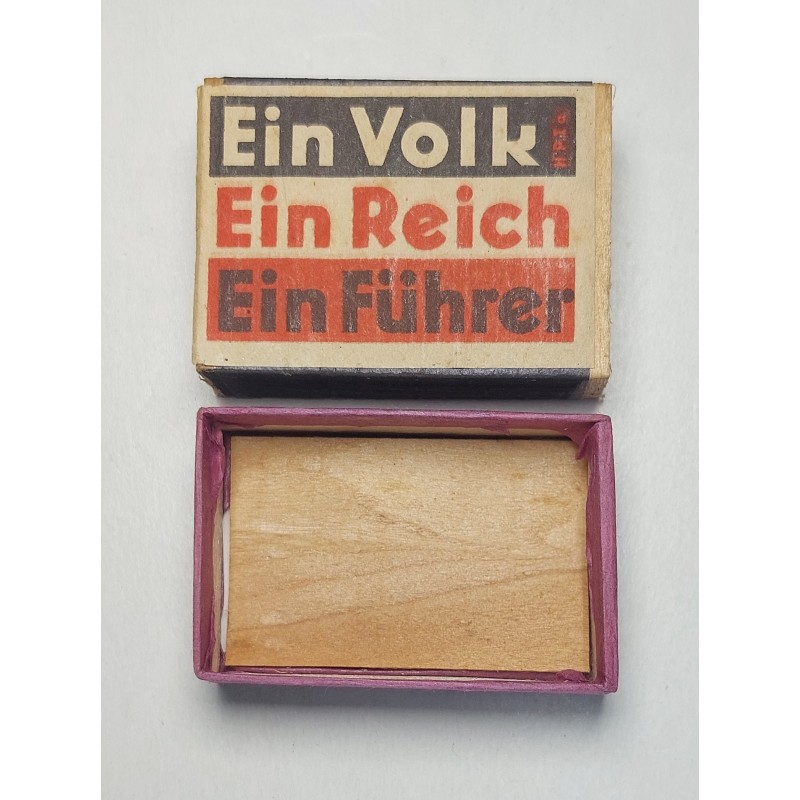 Ein Volk
Ein Reich
Ein Führer